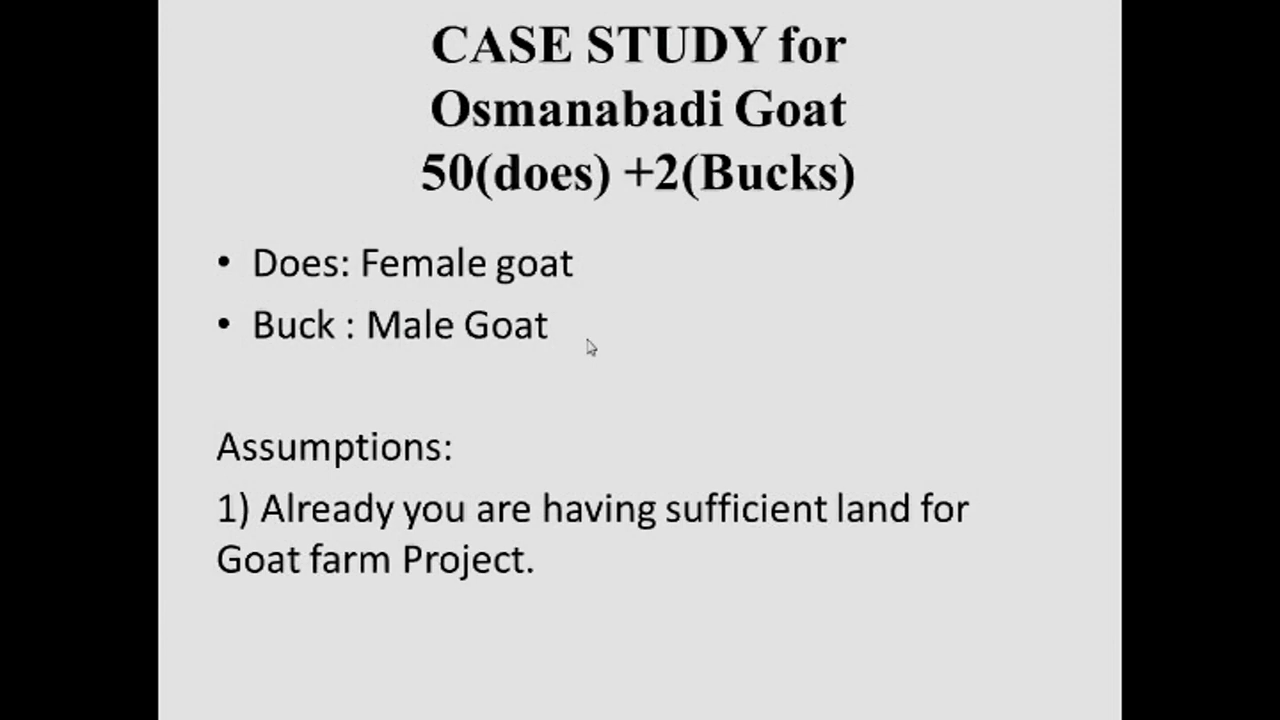 CASE STUDY for
Osmanabadi Goat
50(does) +2(Bucks)
• Does: Female goat
• Buck : Male Goat
Assumptions:
1) Already you are having sufficient land for
Goat farm Project.